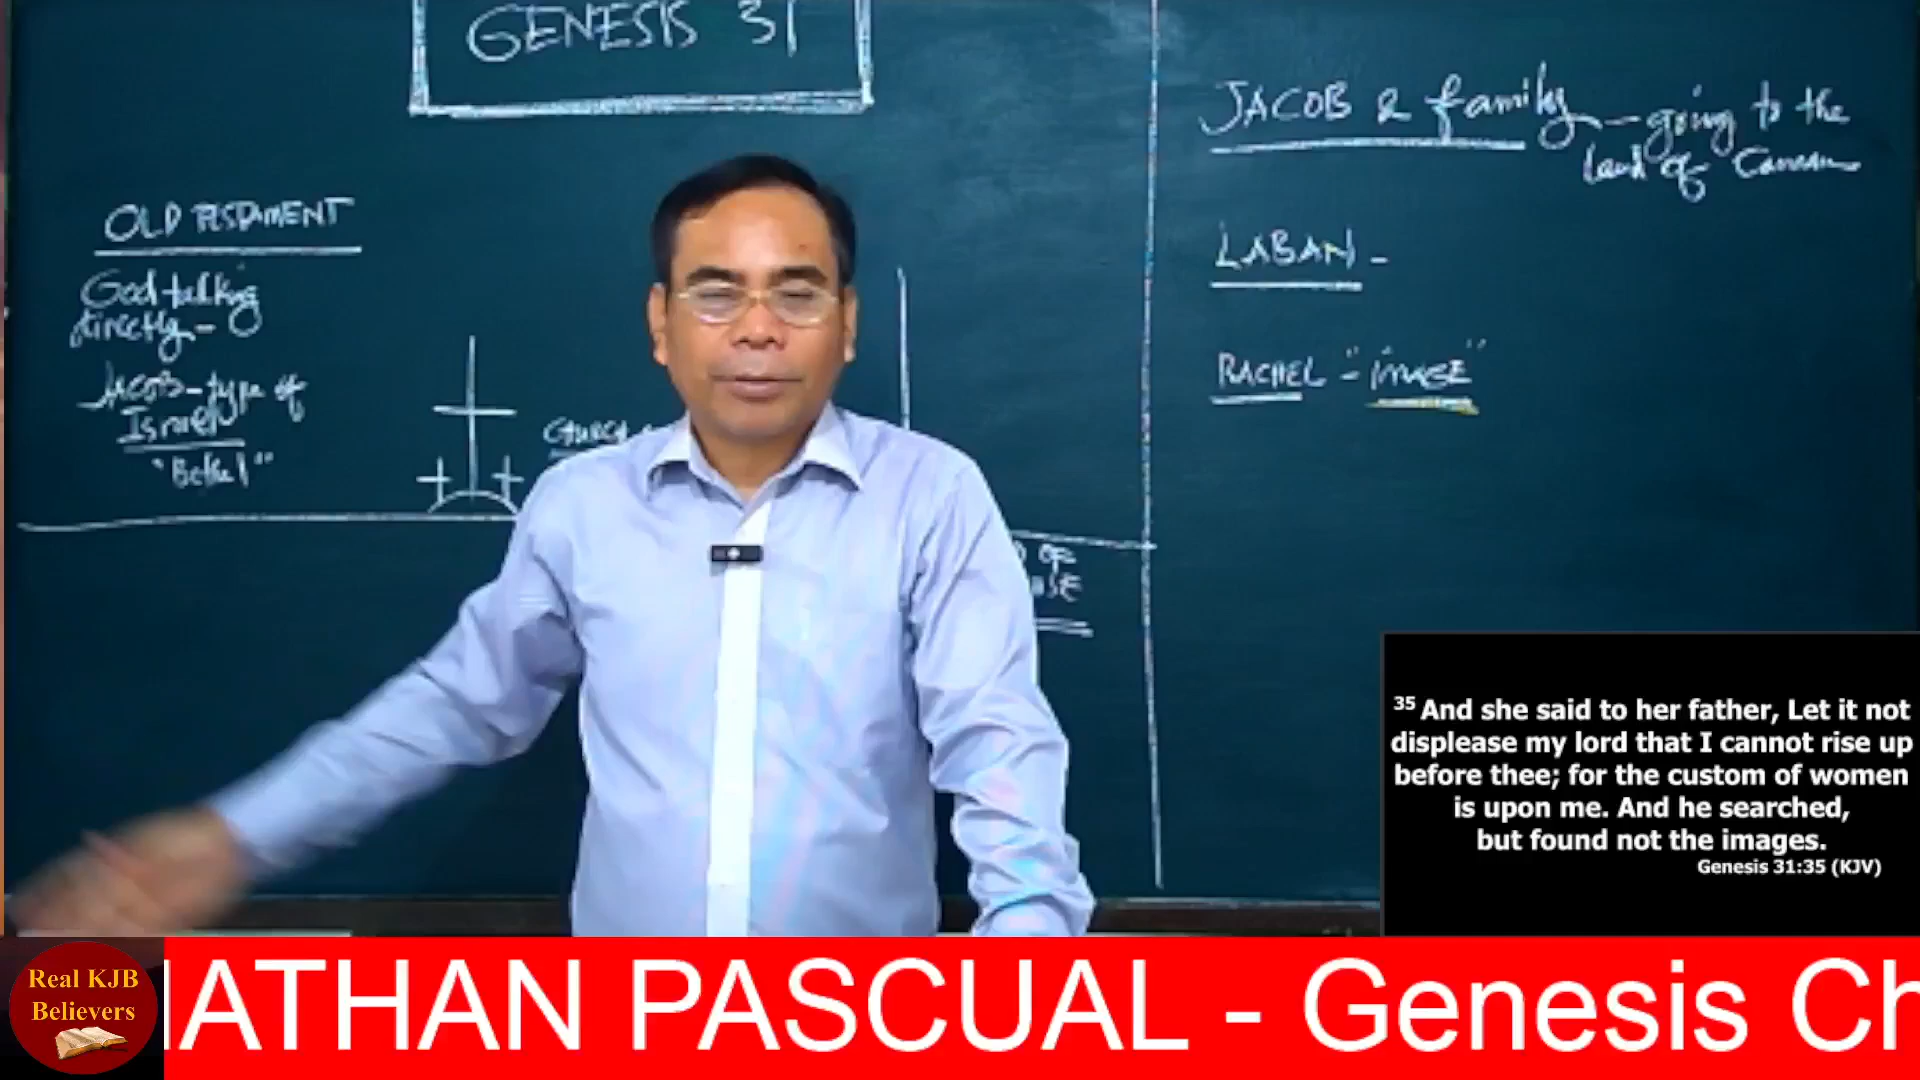 GENESIS 31
OLD TESTAMENT
God talking
directly -
Jacob - type of
Israel
"Bethel"
CHURCH
OF
JACOB & family - going to the
land of Canaan
LABAN -
RACHEL - "IMAGE"
35 And she said to her father, Let it not
displease my lord that I cannot rise up
before thee; for the custom of women
is upon me. And he searched,
but found not the images.
Genesis 31:35 (KJV)
Real KJB
Believers
NATHAN PASCUAL - Genesis Ch